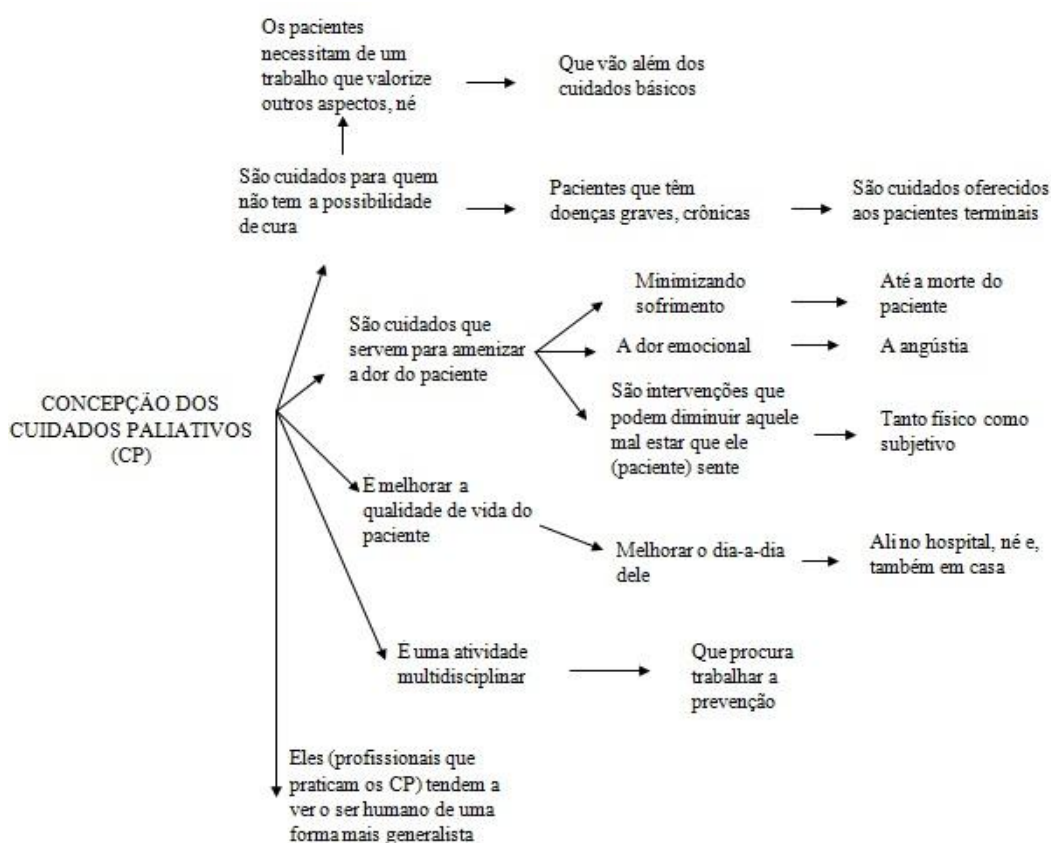 Os pacientes
necessitam de um
trabalho que valorize
outros aspectos, né
Que vão além dos
cuidados básicos
São cuidados para quem
não tem a possibilidade
de cura
Pacientes que têm
doenças graves, crônicas
São cuidados oferecidos
aos pacientes terminais
São cuidados que
servem para amenizar
a dor do paciente
Minimizando
sofrimento
Até a morte do
paciente
A dor emocional
A angústia
São intervenções que
podem diminuir aquele
mal estar que ele
(paciente) sente
Tanto físico como
subjetivo
CONCEPÇÃO DOS
CUIDADOS PALIATIVOS
(CP)
É melhorar a
qualidade de vida do
paciente
Melhorar o dia-a-dia
dele
Ali no hospital, né e,
também em casa
É uma atividade
multidisciplinar
Que procura
trabalhar a
prevenção
Eles (profissionais que
praticam os CP) tendem a
ver o ser humano de uma
forma mais generalista